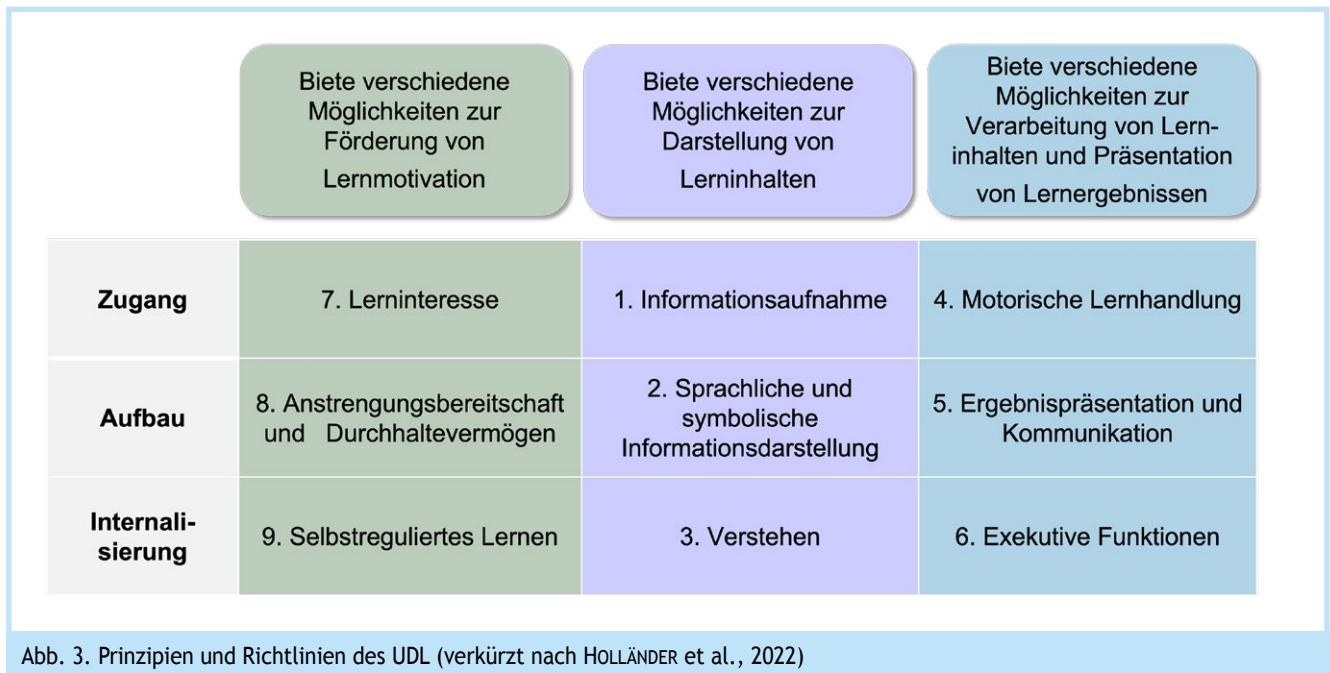 Biete verschiedene
Möglichkeiten zur
Förderung von
Lernmotivation
Biete verschiedene
Möglichkeiten zur
Darstellung von
Lerninhalten
Biete verschiedene
Möglichkeiten zur
Verarbeitung von Lern-
inhalten und Präsentation
von Lernergebnissen
Zugang
7. Lerninteresse
1. Informationsaufnahme
4. Motorische Lernhandlung
Aufbau
8. Anstrengungsbereitschaft
und Durchhaltevermögen
2. Sprachliche und
symbolische
Informationsdarstellung
5. Ergebnispräsentation und
Kommunikation
Internali-
sierung
9. Selbstreguliertes Lernen
3. Verstehen
6. Exekutive Funktionen
Abb. 3. Prinzipien und Richtlinien des UDL (verkürzt nach HOLLÄNDER et al., 2022)